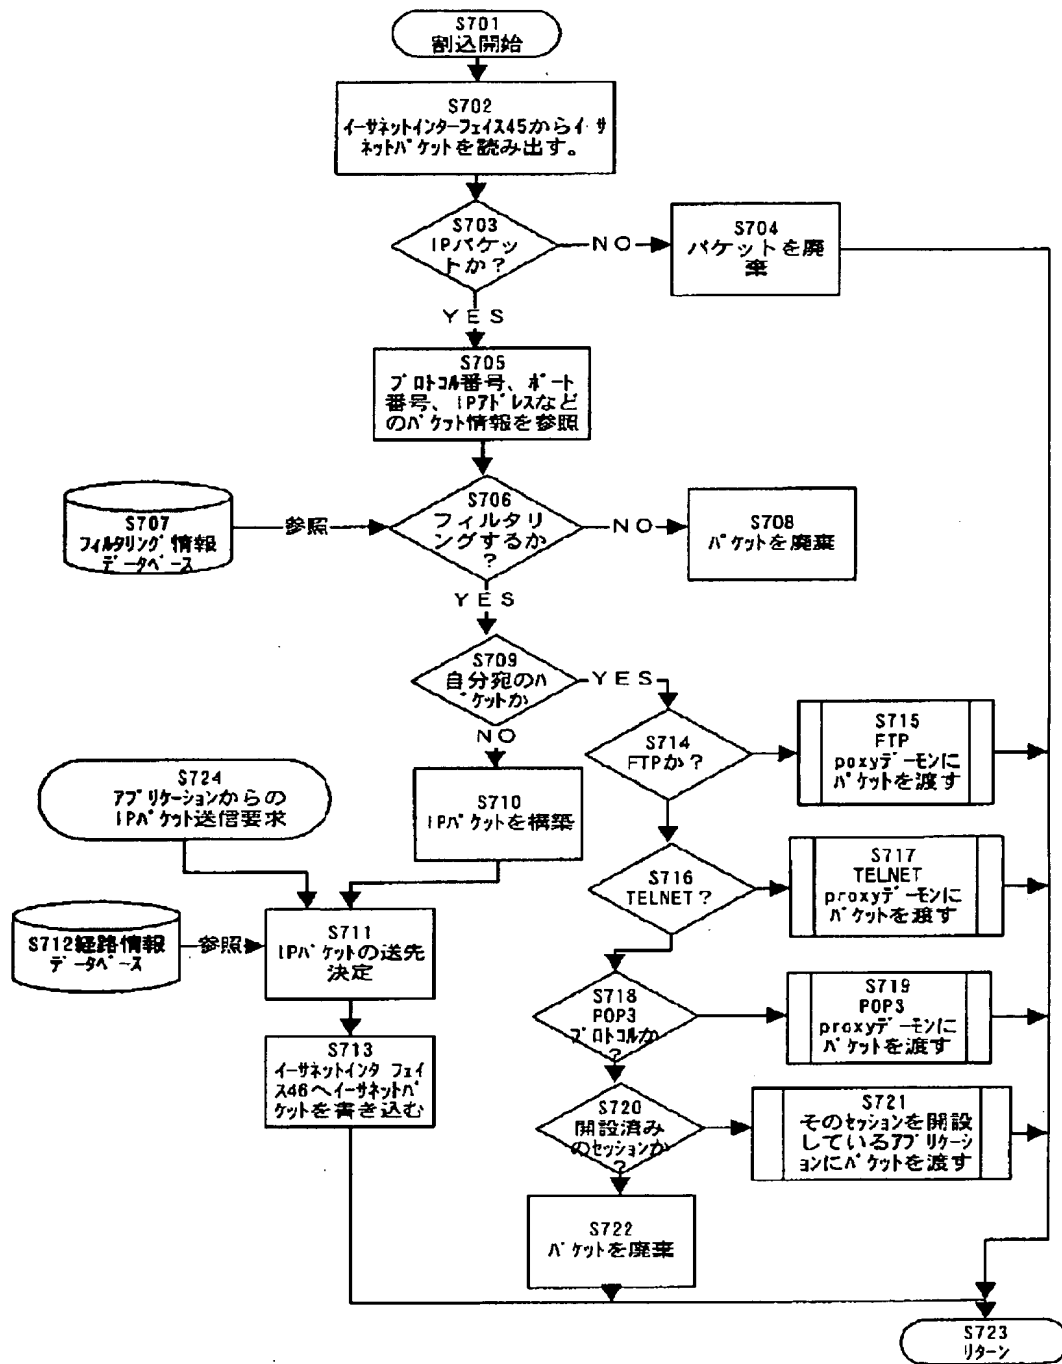 S701
割込開始
S702
イーサネットインターフェイス45からイーサ
ネットパケットを読み出す。
S703
IPパケッ
トか？
NO
S704
パケットを廃
棄
YES
S705
プロトコル番号、ポート
番号、IPアドレスなど
のパケット情報を参照
S707
フィルタリング情報
データベース
参照
S706
フィルタリ
ングするか
？
NO
S708
パケットを廃棄
YES
S709
自分宛のパ
ケットか
YES
NO
S714
FTPか？
S715
FTP
poxyデーモンに
パケットを渡す
S724
アプリケーションからの
IPパケット送信要求
S710
IPパケットを構築
S716
TELNET？
S717
TELNET
proxyデーモンに
パケットを渡す
S712経路情報
データベース
参照
S711
IPパケットの送先
決定
S718
POP3
プロトコルか
？
S719
POP3
proxyデーモンに
パケットを渡す
S713
イーサネットインタ フェイ
ス46へイーサネットパ
ケットを書き込む
S720
開設済み
のセッションか
？
S721
そのセッションを開設
しているアプリケーシ
ョンにパケットを渡す
S722
パケットを廃棄
S723
リターン